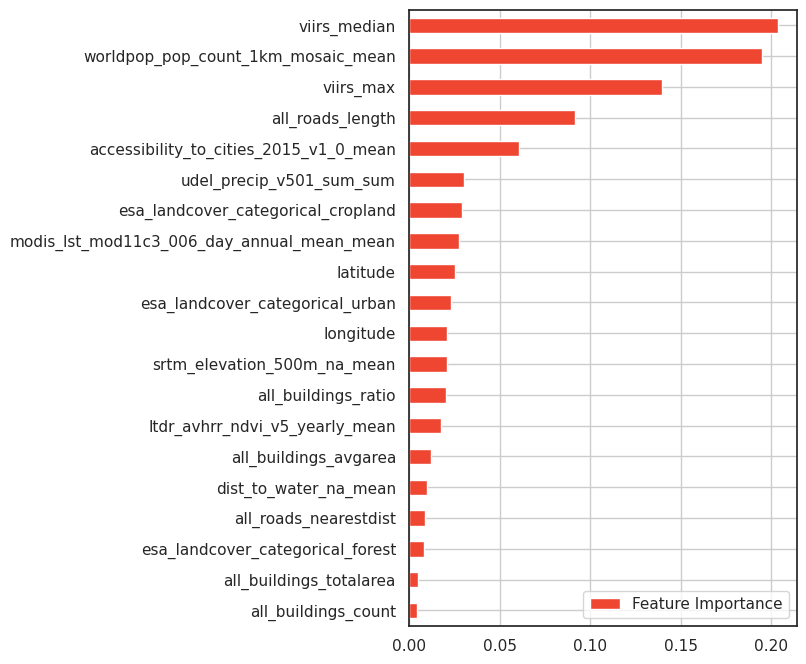 viirs_median
worldpop_pop_count_1km_mosaic_mean
viirs_max
all_roads_length
accessibility_to_cities_2015_v1_0_mean
udel_precip_v501_sum_sum
esa_landcover_categorical_cropland
modis_lst_mod11c3_006_day_annual_mean_mean
latitude
esa_landcover_categorical_urban
longitude
srtm_elevation_500m_na_mean
all_buildings_ratio
ltdr_avhrr_ndvi_v5_yearly_mean
all_buildings_avgarea
dist_to_water_na_mean
all_roads_nearestdist
esa_landcover_categorical_forest
all_buildings_totalarea
all_buildings_count
Feature Importance
0.00 0.05 0.10 0.15 0.20